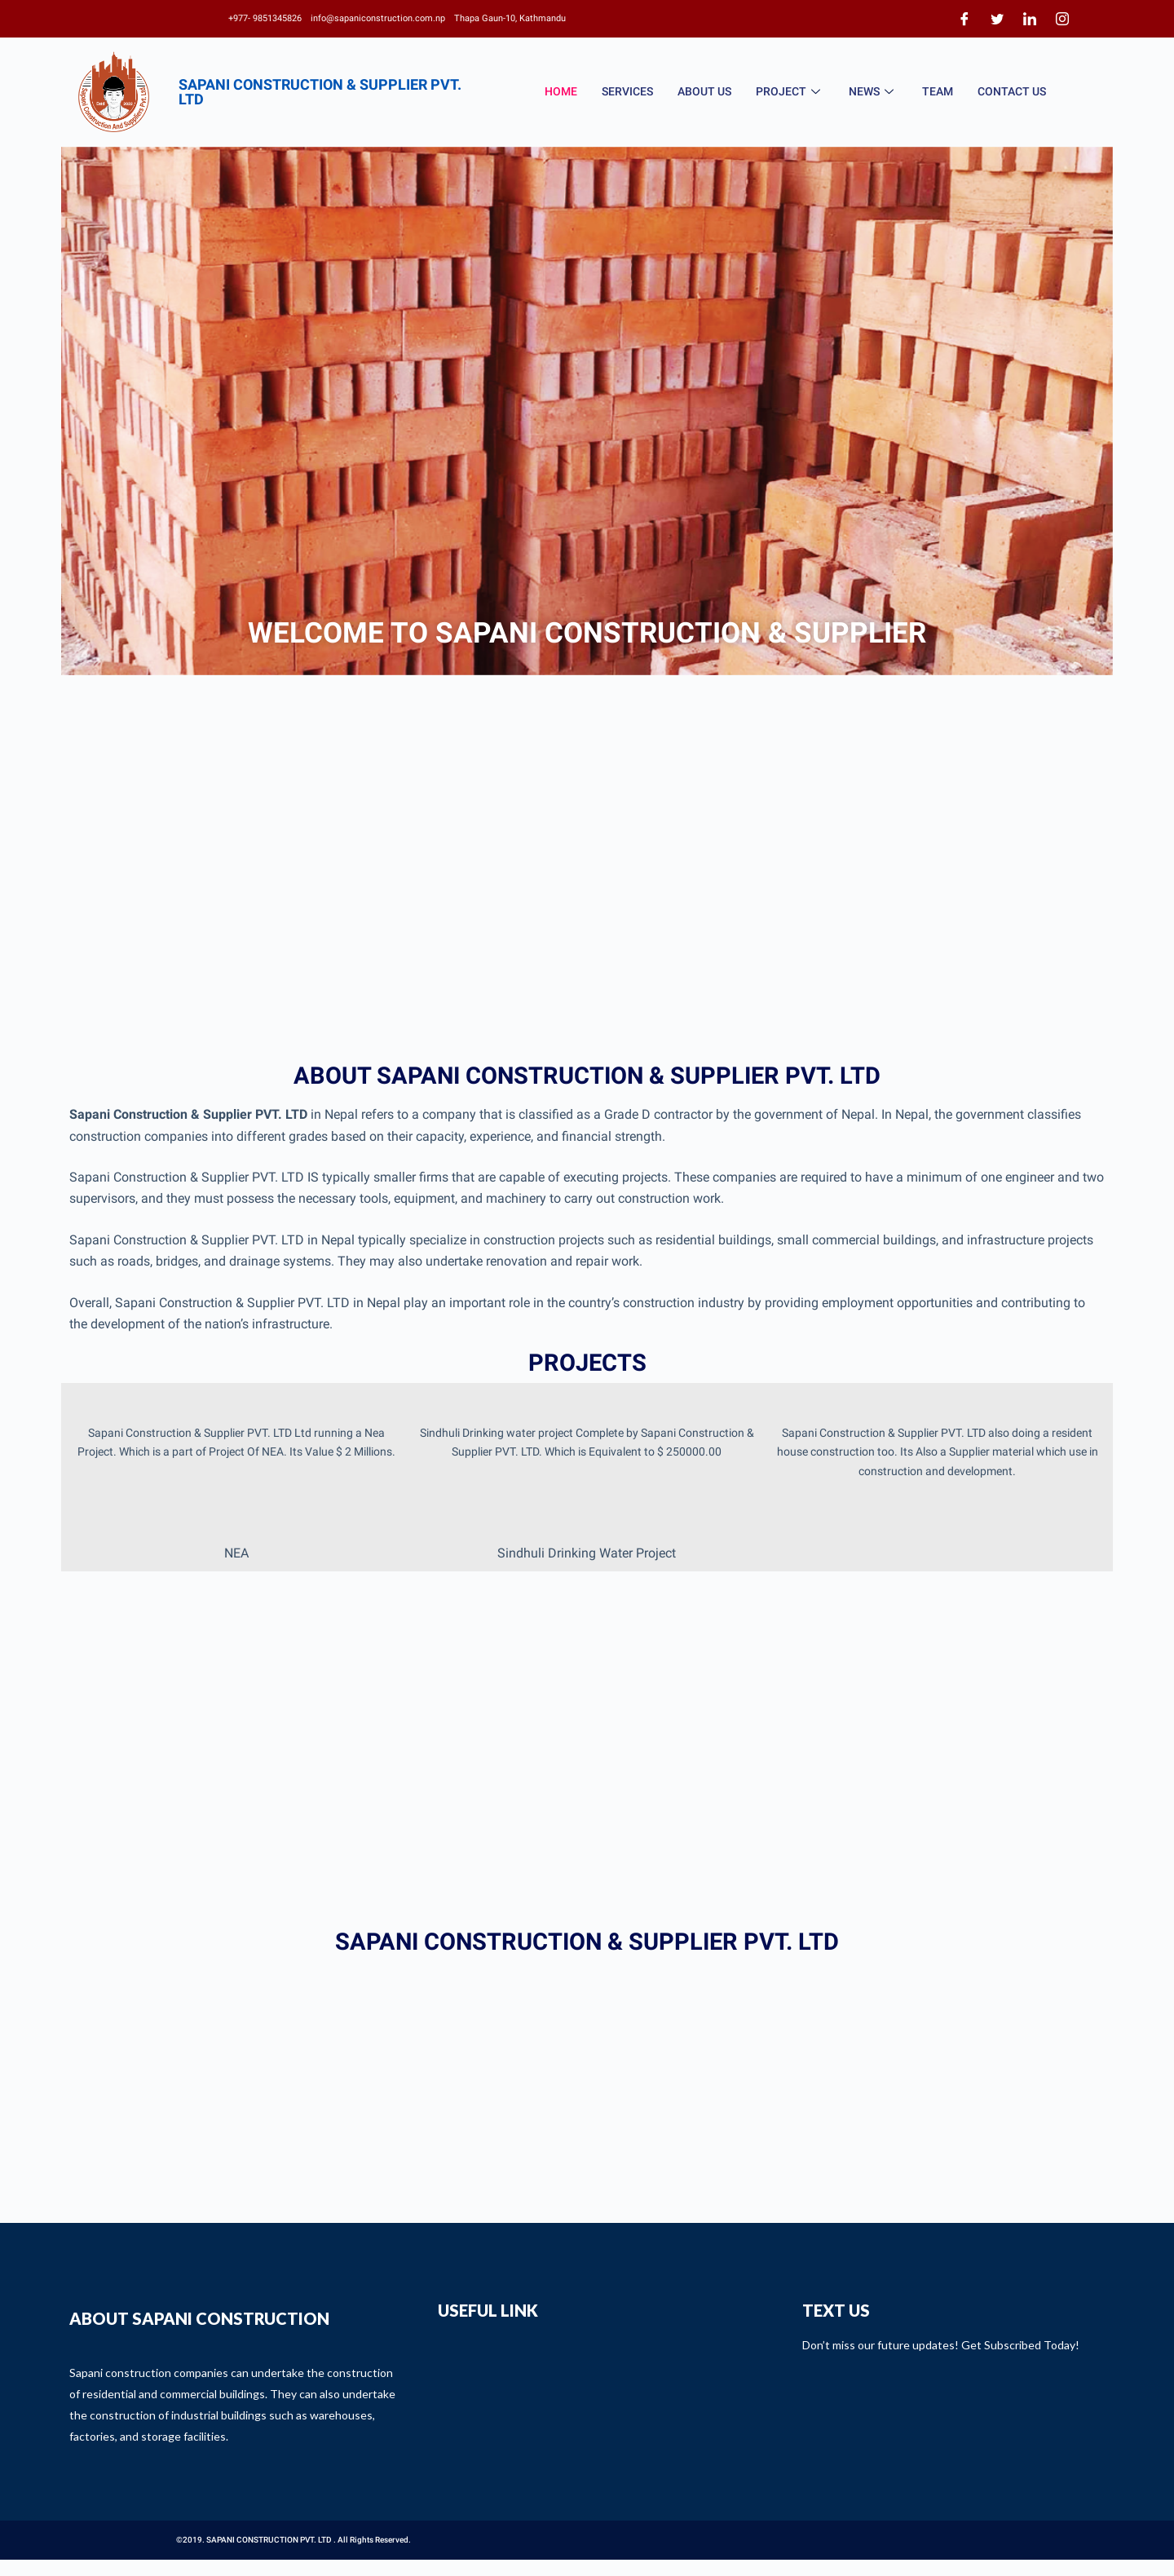 +977- 9851345826 info@sapaniconstruction.com.np Thapa Gaun-10, Kathmandu
SAPANI CONSTRUCTION & SUPPLIER PVT.
LTD
HOME SERVICES ABOUT US PROJECT NEWS TEAM CONTACT US
WELCOME TO SAPANI CONSTRUCTION & SUPPLIER
ABOUT SAPANI CONSTRUCTION & SUPPLIER PVT. LTD
Sapani Construction & Supplier PVT. LTD in Nepal refers to a company that is classified as a Grade D contractor by the government of Nepal. In Nepal, the government classifies
construction companies into different grades based on their capacity, experience, and financial strength.
Sapani Construction & Supplier PVT. LTD IS typically smaller firms that are capable of executing projects. These companies are required to have a minimum of one engineer and two
supervisors, and they must possess the necessary tools, equipment, and machinery to carry out construction work.
Sapani Construction & Supplier PVT. LTD in Nepal typically specialize in construction projects such as residential buildings, small commercial buildings, and infrastructure projects
such as roads, bridges, and drainage systems. They may also undertake renovation and repair work.
Overall, Sapani Construction & Supplier PVT. LTD in Nepal play an important role in the country’s construction industry by providing employment opportunities and contributing to
the development of the nation’s infrastructure.
PROJECTS
Sapani Construction & Supplier PVT. LTD Ltd running a Nea
Project. Which is a part of Project Of NEA. Its Value $ 2 Millions.
NEA
Sindhuli Drinking water project Complete by Sapani Construction &
Supplier PVT. LTD. Which is Equivalent to $ 250000.00
Sindhuli Drinking Water Project
Sapani Construction & Supplier PVT. LTD also doing a resident
house construction too. Its Also a Supplier material which use in
construction and development.
SAPANI CONSTRUCTION & SUPPLIER PVT. LTD
ABOUT SAPANI CONSTRUCTION
Sapani construction companies can undertake the construction
of residential and commercial buildings. They can also undertake
the construction of industrial buildings such as warehouses,
factories, and storage facilities.
USEFUL LINK
TEXT US
Don’t miss our future updates! Get Subscribed Today!
©2019. SAPANI CONSTRUCTION PVT. LTD . All Rights Reserved.